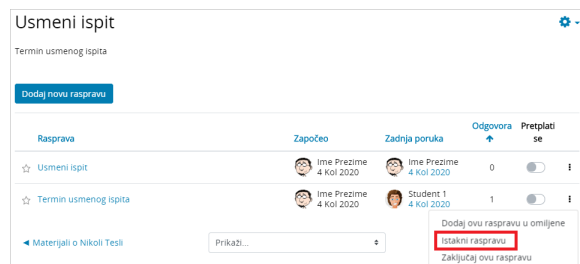 Usmeni ispit
Termin usmenog ispita
Dodaj novu raspravu
Rasprava Započeo Zadnja poruka Odgovora Pretplati se
Usmeni ispit Ime Prezime 4 Kol 2020 Ime Prezime 4 Kol 2020 0
Termin usmenog ispita Ime Prezime 4 Kol 2020 Student 1 4 Kol 2020 1
Dodaj ovu raspravu u omiljene
◄ Materijali o Nikoli Tesli Prikaži... Istakni raspravu
Zaključaj ovu raspravu